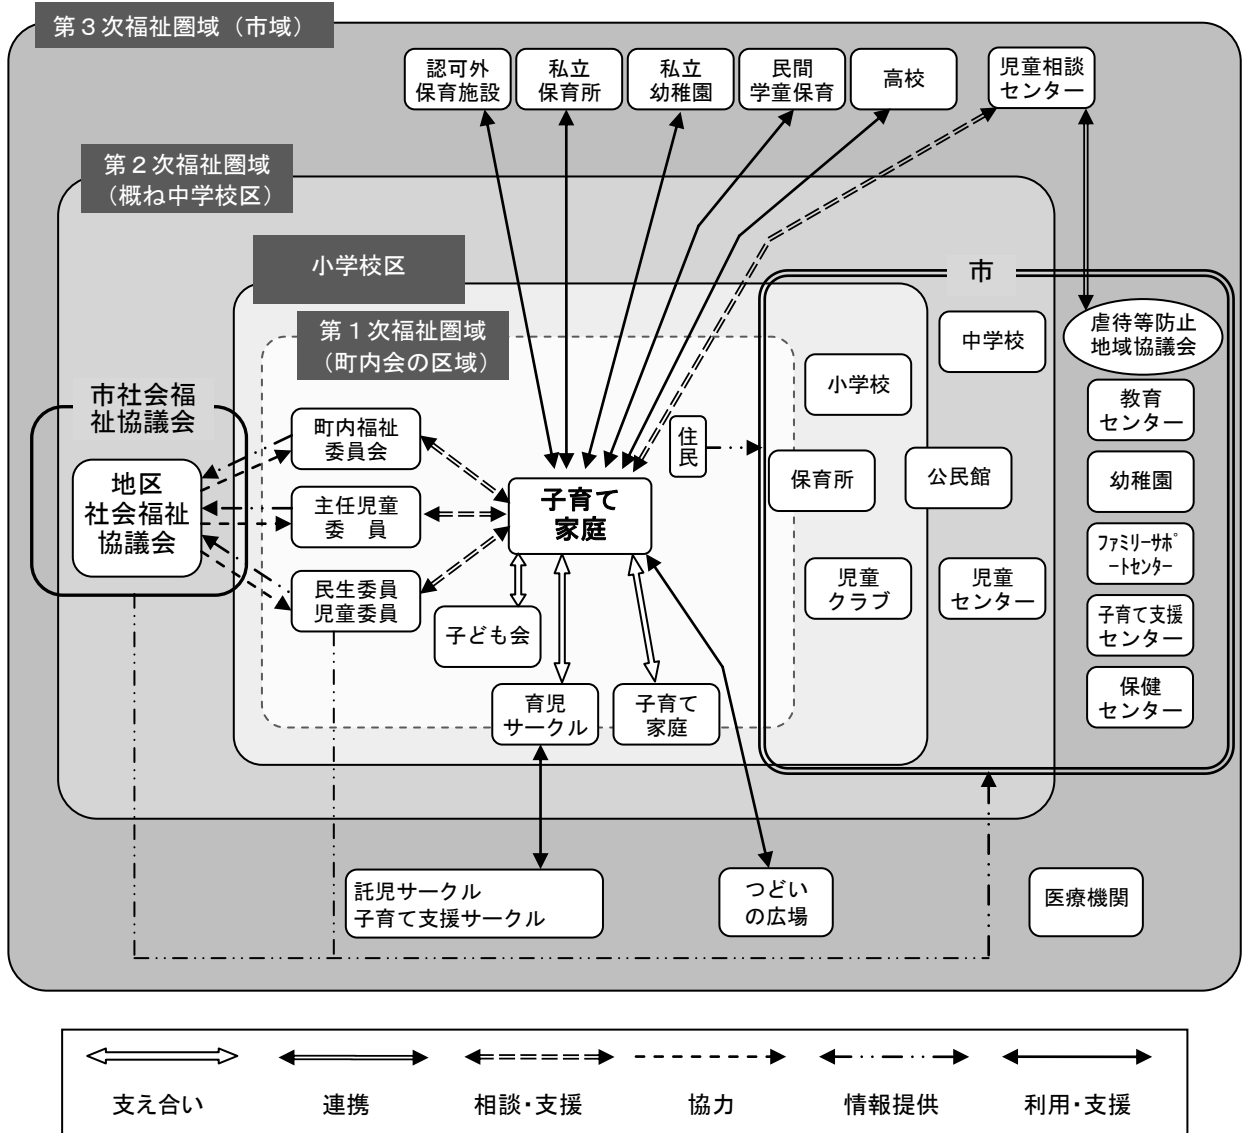 第３次福祉圏域（市域）
認可外
保育施設
私立
保育所
私立
幼稚園
民間
学童保育
高校
児童相談
センター
第２次福祉圏域
（概ね中学校区）
小学校区
第１次福祉圏域
（町内会の区域）
市
中学校
虐待等防止
地域協議会
小学校
教育
センター
市社会福
祉協議会
町内福祉
委員会
住
民
保育所
公民館
幼稚園
地区
社会福祉
協議会
主任児童
委　員
子育て
家庭
ﾌｧﾐﾘｰｻﾎﾟ
ｰﾄｾﾝﾀｰ
民生委員
児童委員
子ども会
児童
クラブ
児童
センター
子育て支援
センター
育児
サークル
子育て
家庭
保健
センター
託児サークル
子育て支援サークル
つどい
の広場
医療機関
支え合い
連携
相談・支援
協力
情報提供
利用・支援